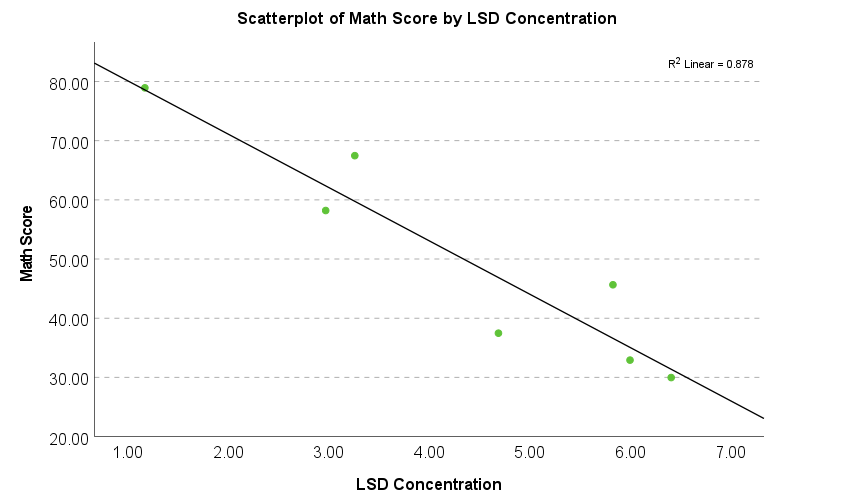 Scatterplot of Math Score by LSD Concentration
R² Linear = 0.878
80.00
70.00
60.00
50.00
40.00
30.00
20.00
Math Score
1.00 2.00 3.00 4.00 5.00 6.00 7.00
LSD Concentration